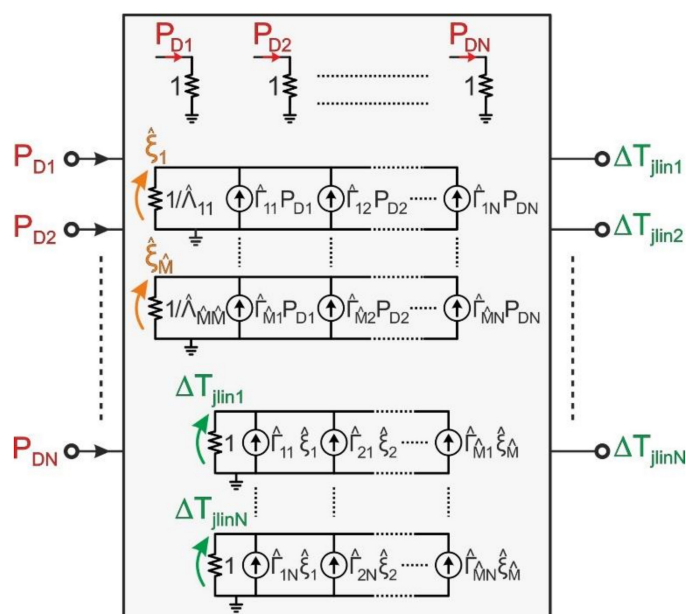 P_D1 P_D2 P_DN
1 1 1
P_D1 ξ̂_1 ΔT_jlin1
1/Λ̂_11 Γ̂_11 P_D1 Γ̂_12 P_D2 Γ̂_1N P_DN
P_D2 ΔT_jlin2
ξ̂_M̂
1/Λ̂_M̂M̂ Γ̂_M̂1 P_D1 Γ̂_M̂2 P_D2 Γ̂_M̂N P_DN
ΔT_jlin1
1 Γ̂_11 ξ̂_1 Γ̂_21 ξ̂_2 Γ̂_M̂1 ξ̂_M̂
P_DN ΔT_jlinN
ΔT_jlinN
1 Γ̂_1N ξ̂_1 Γ̂_2N ξ̂_2 Γ̂_M̂N ξ̂_M̂